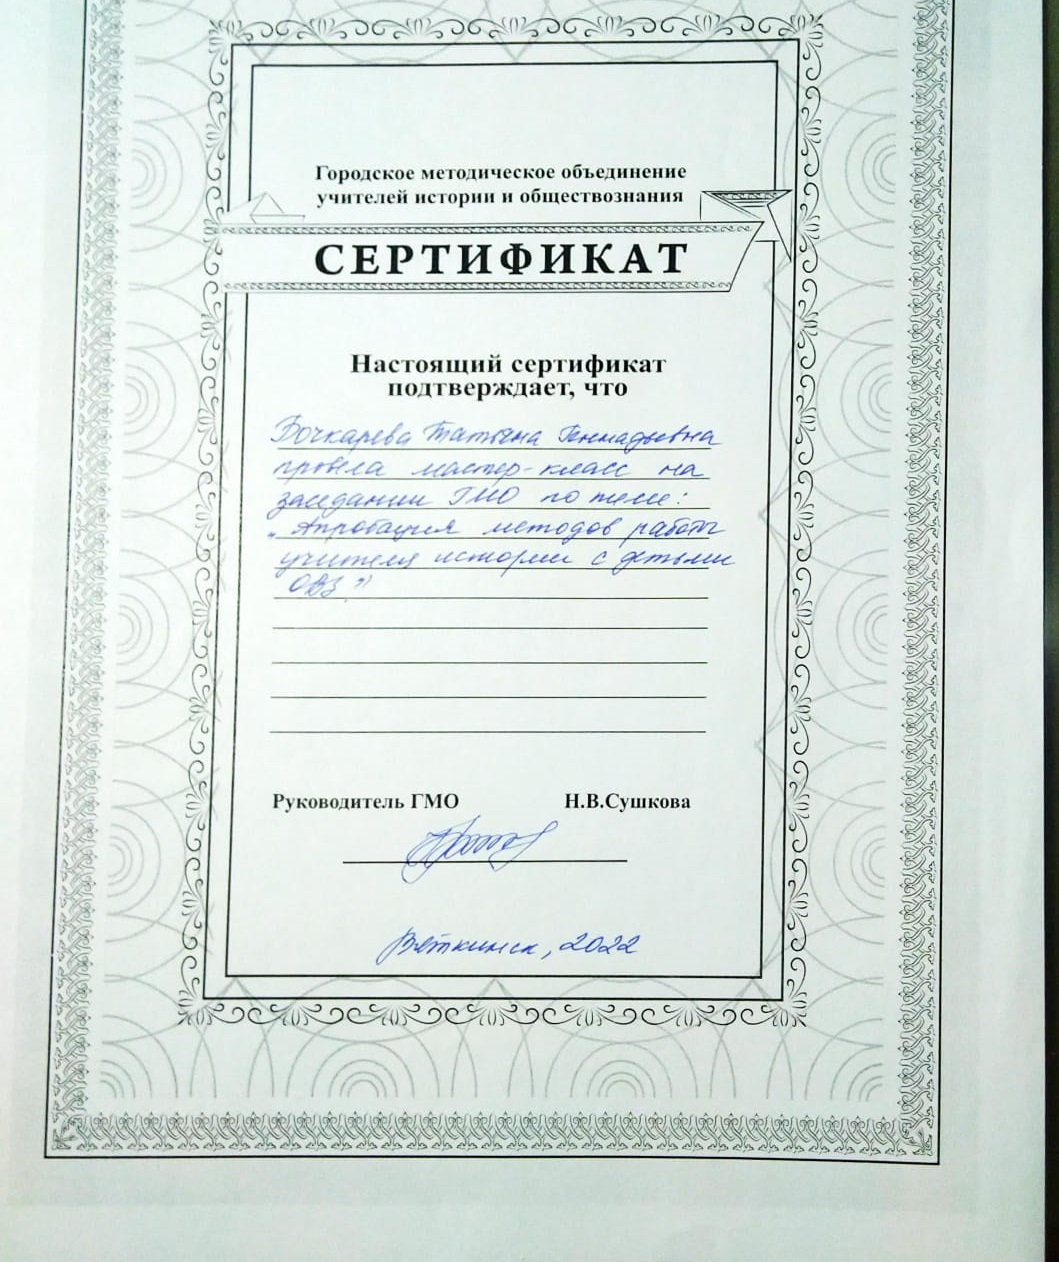 Городское методическое объединение
учителей истории и обществознания
СЕРТИФИКАТ
Настоящий сертификат
подтверждает, что
Бочкарева Татьяна Геннадьевна
провела мастер-класс на
заседании ГМО по теме:
„Апробация методов работы
учителя истории с детьми
ОВЗ"
Руководитель ГМО Н.В.Сушкова
Вяткинск, 2022